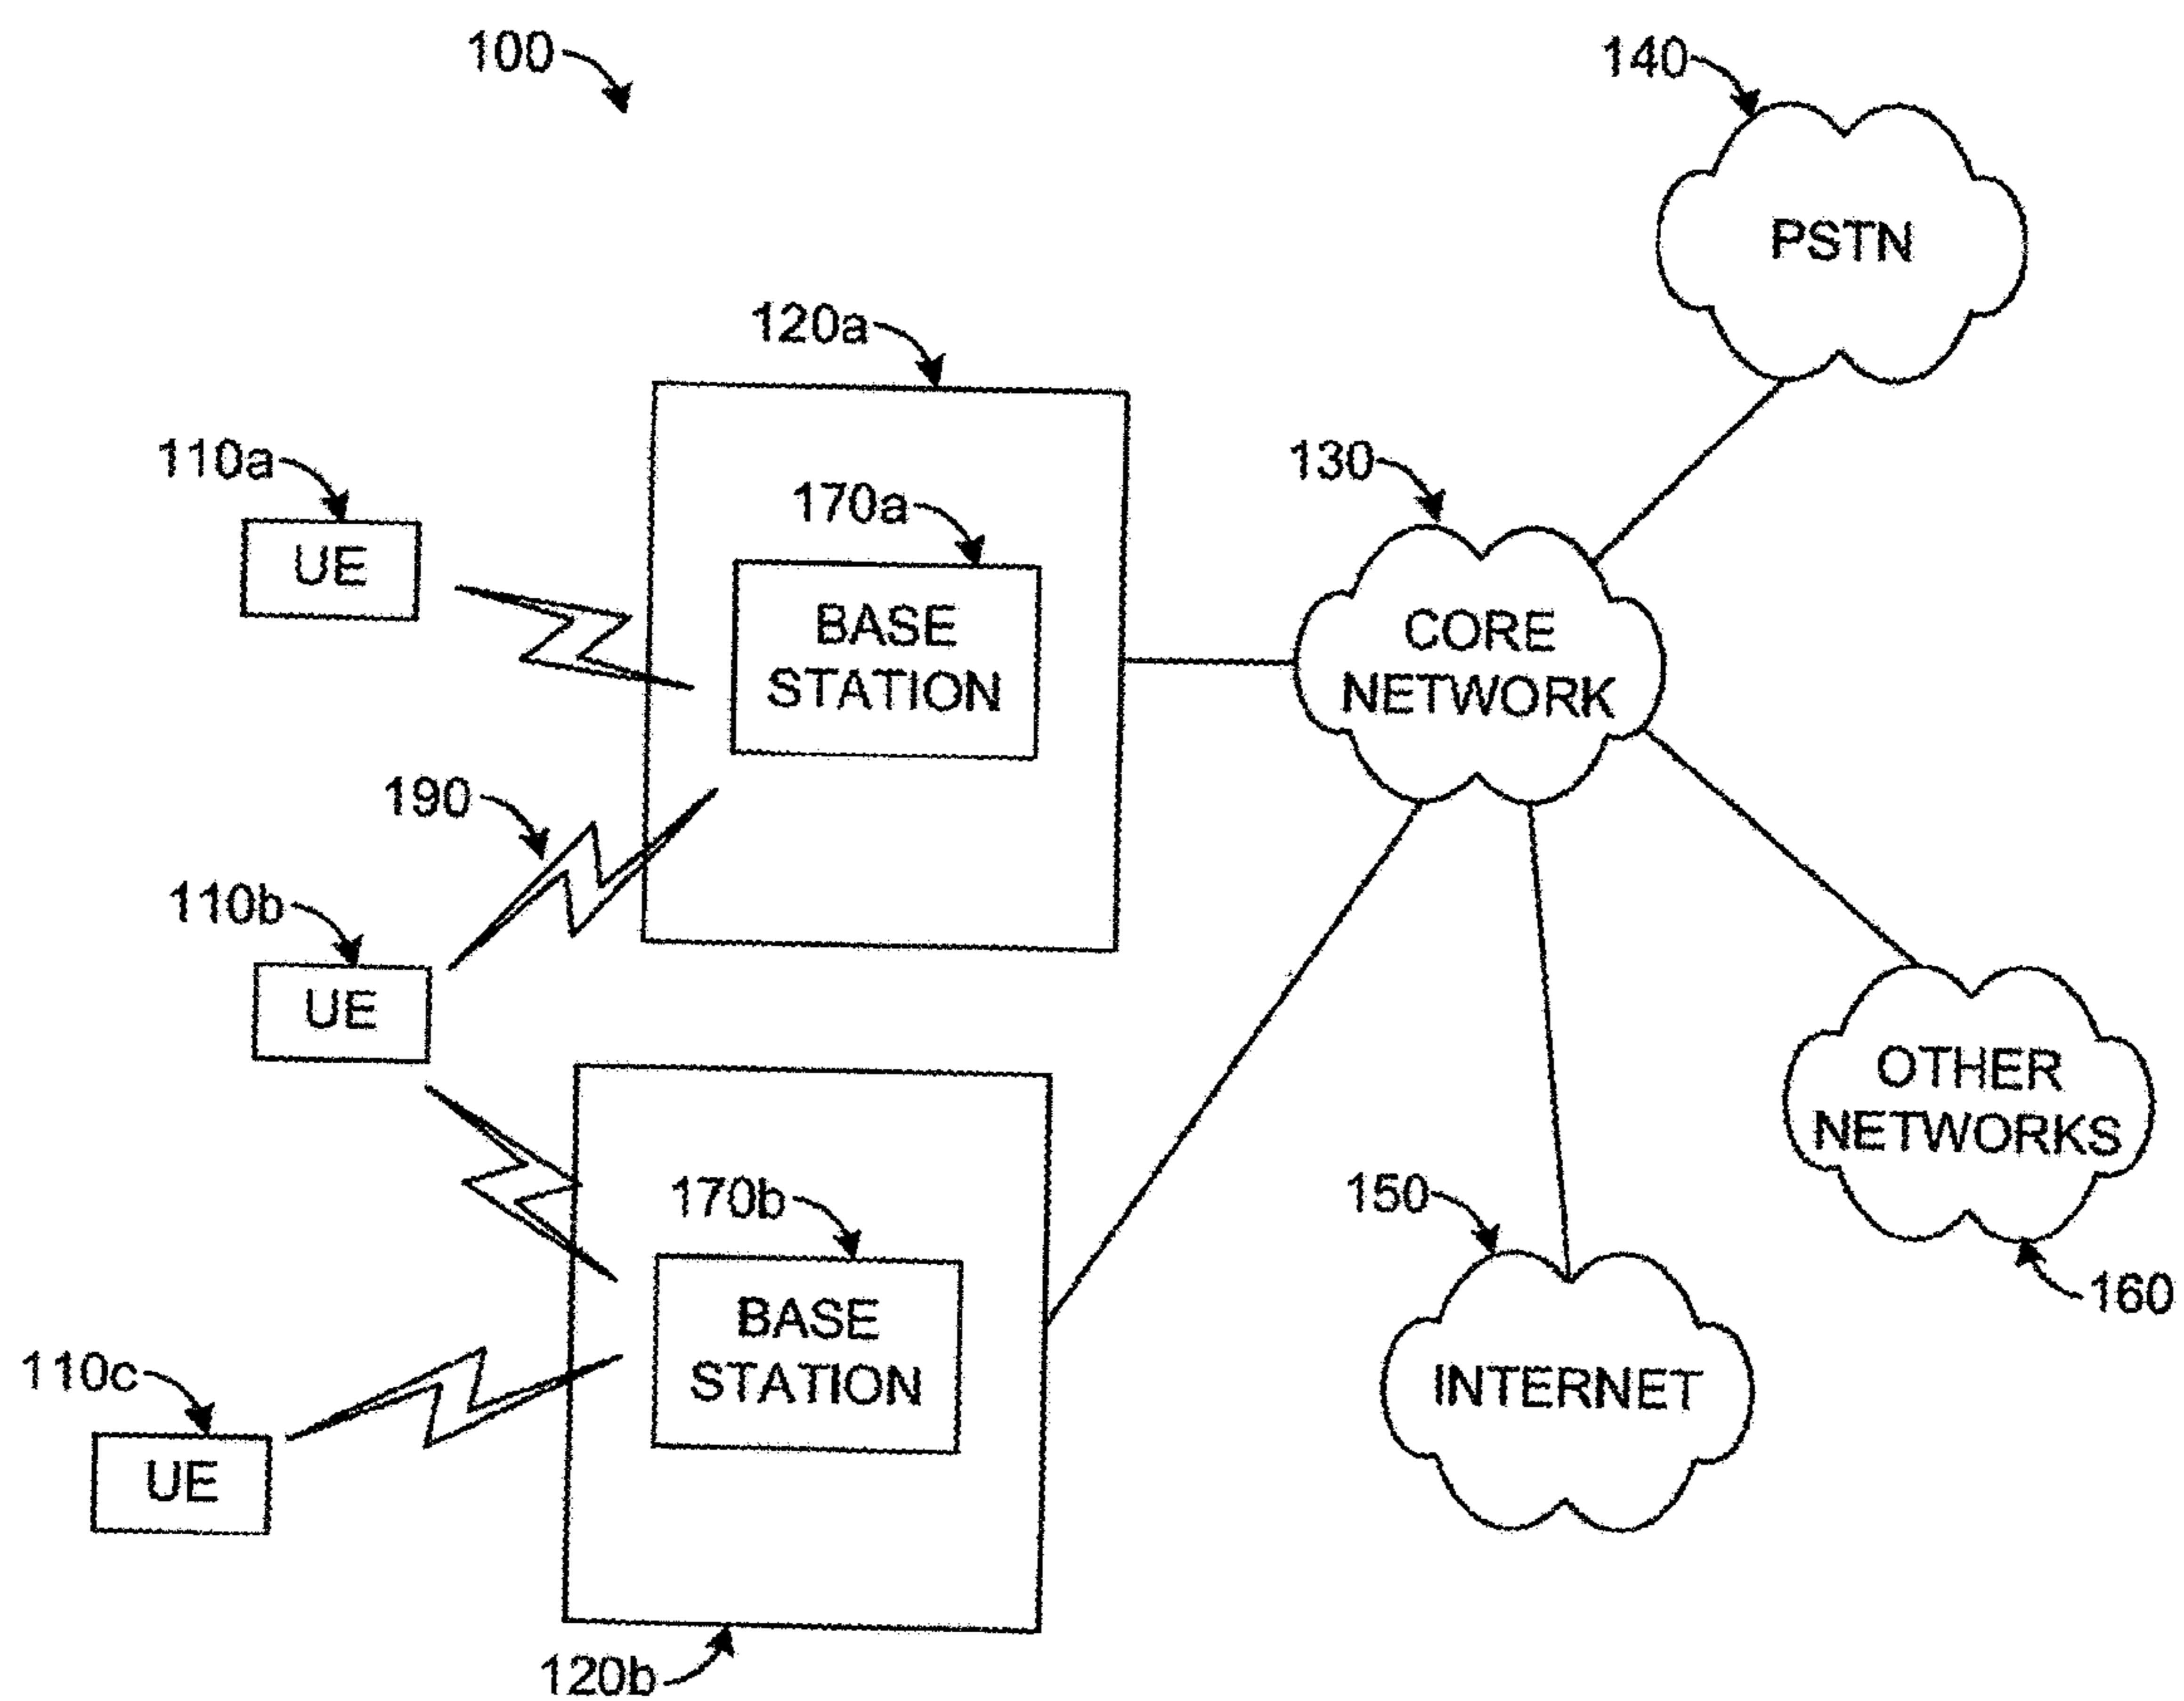 100
140
PSTN
120a
110a
UE
170a
BASE
STATION
130
CORE
NETWORK
190
110b
UE
OTHER
NETWORKS
160
170b
BASE
STATION
150
INTERNET
110c
UE
120b